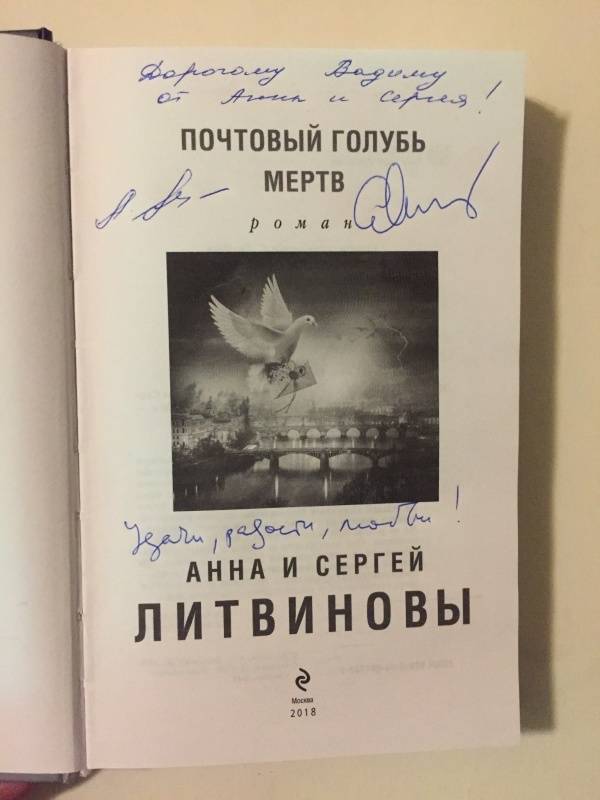 Дорогому Вадиму
от Анны и Сергея!
ПОЧТОВЫЙ ГОЛУБЬ
МЕРТВ
роман
Удачи, радости, любви!
АННА И СЕРГЕЙ
ЛИТВИНОВЫ
Москва
2018